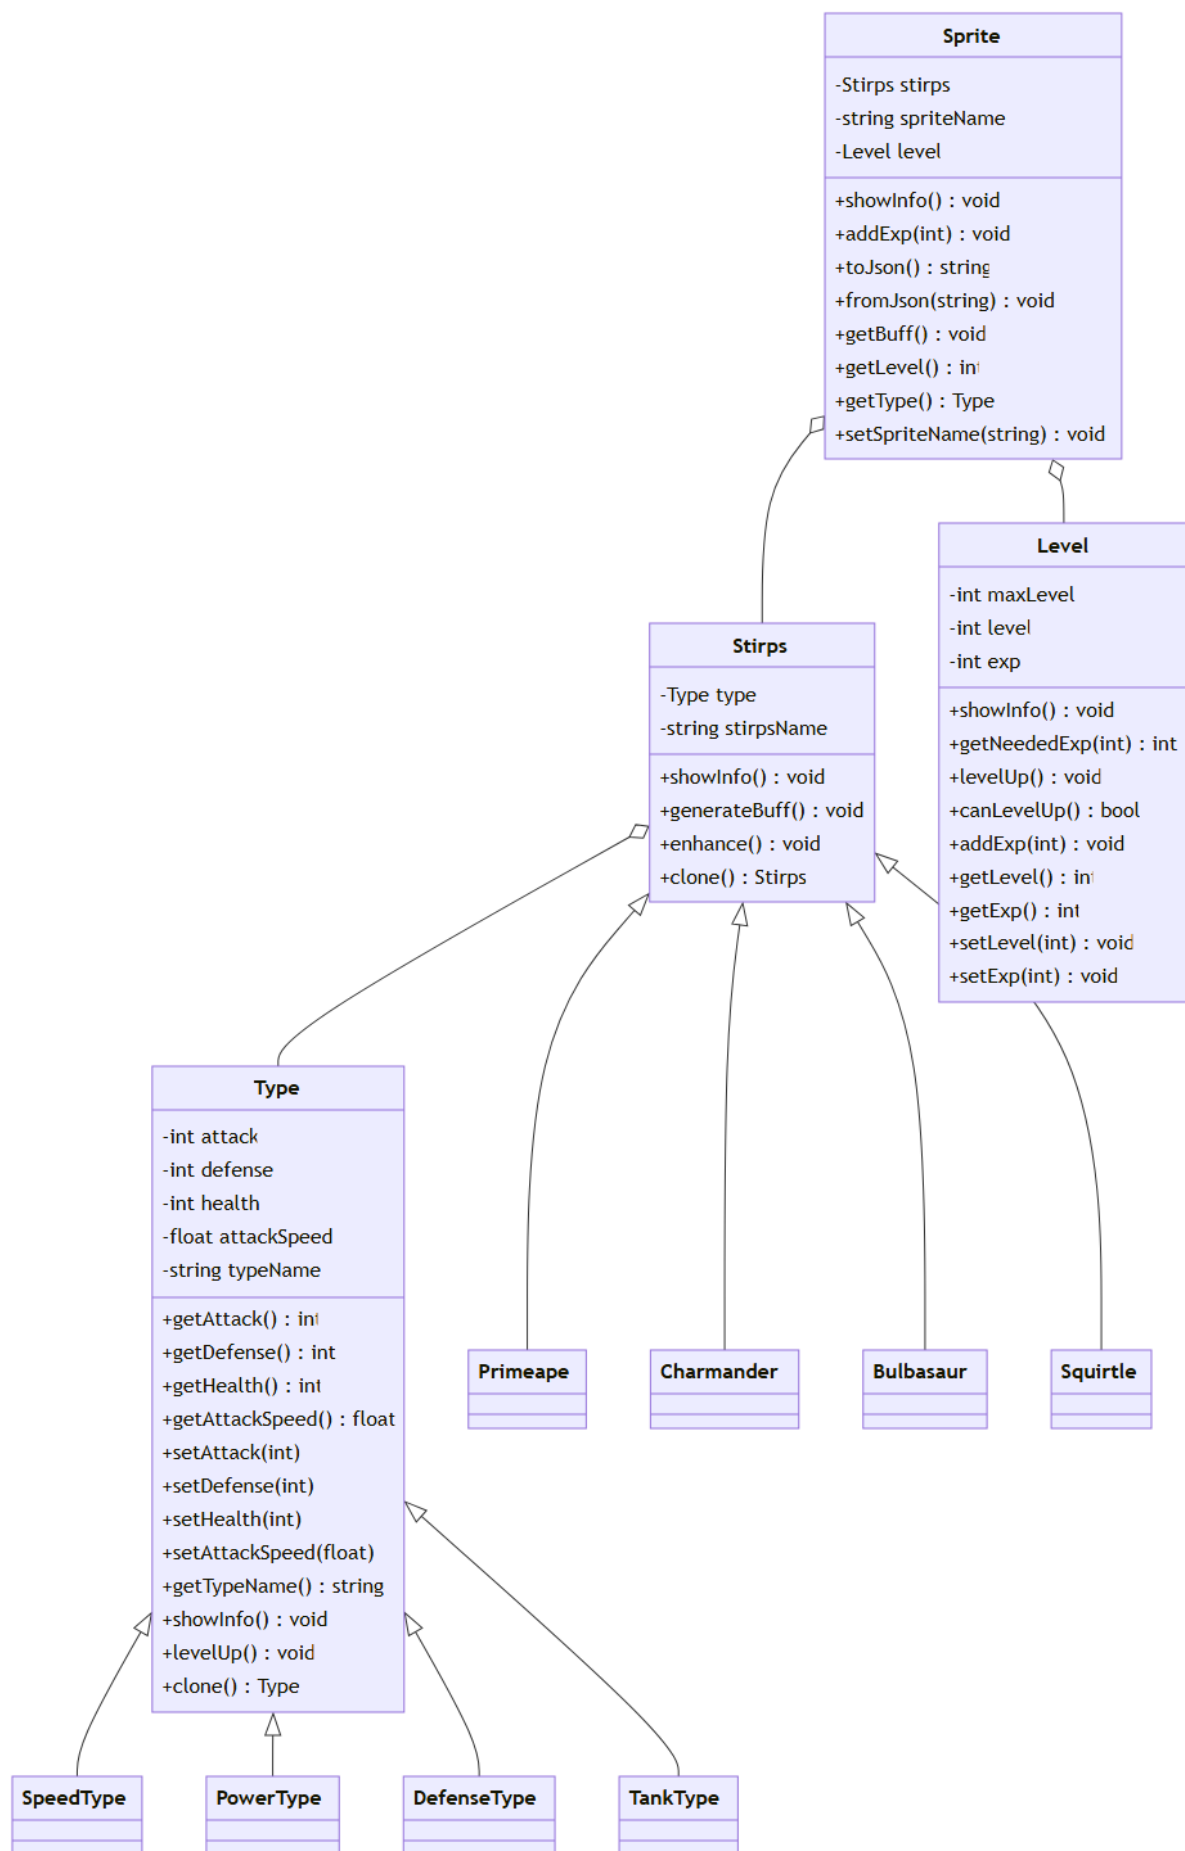 Sprite
-Stirps stirps
-string spriteName
-Level level
+showInfo() : void
+addExp(int) : void
+toJson() : string
+fromJson(string) : void
+getBuff() : void
+getLevel() : int
+getType() : Type
+setSpriteName(string) : void
Level
-int maxLevel
-int level
-int exp
+showInfo() : void
+getNeededExp(int) : int
+levelUp() : void
+canLevelUp() : bool
+addExp(int) : void
+getLevel() : int
+getExp() : int
+setLevel(int) : void
+setExp(int) : void
Stirps
-Type type
-string stirpsName
+showInfo() : void
+generateBuff() : void
+enhance() : void
+clone() : Stirps
Type
-int attack
-int defense
-int health
-float attackSpeed
-string typeName
+getAttack() : int
+getDefense() : int
+getHealth() : int
+getAttackSpeed() : float
+setAttack(int)
+setDefense(int)
+setHealth(int)
+setAttackSpeed(float)
+getTypeName() : string
+showInfo() : void
+levelUp() : void
+clone() : Type
Primeape
Charmander
Bulbasaur
Squirtle
SpeedType
PowerType
DefenseType
TankType